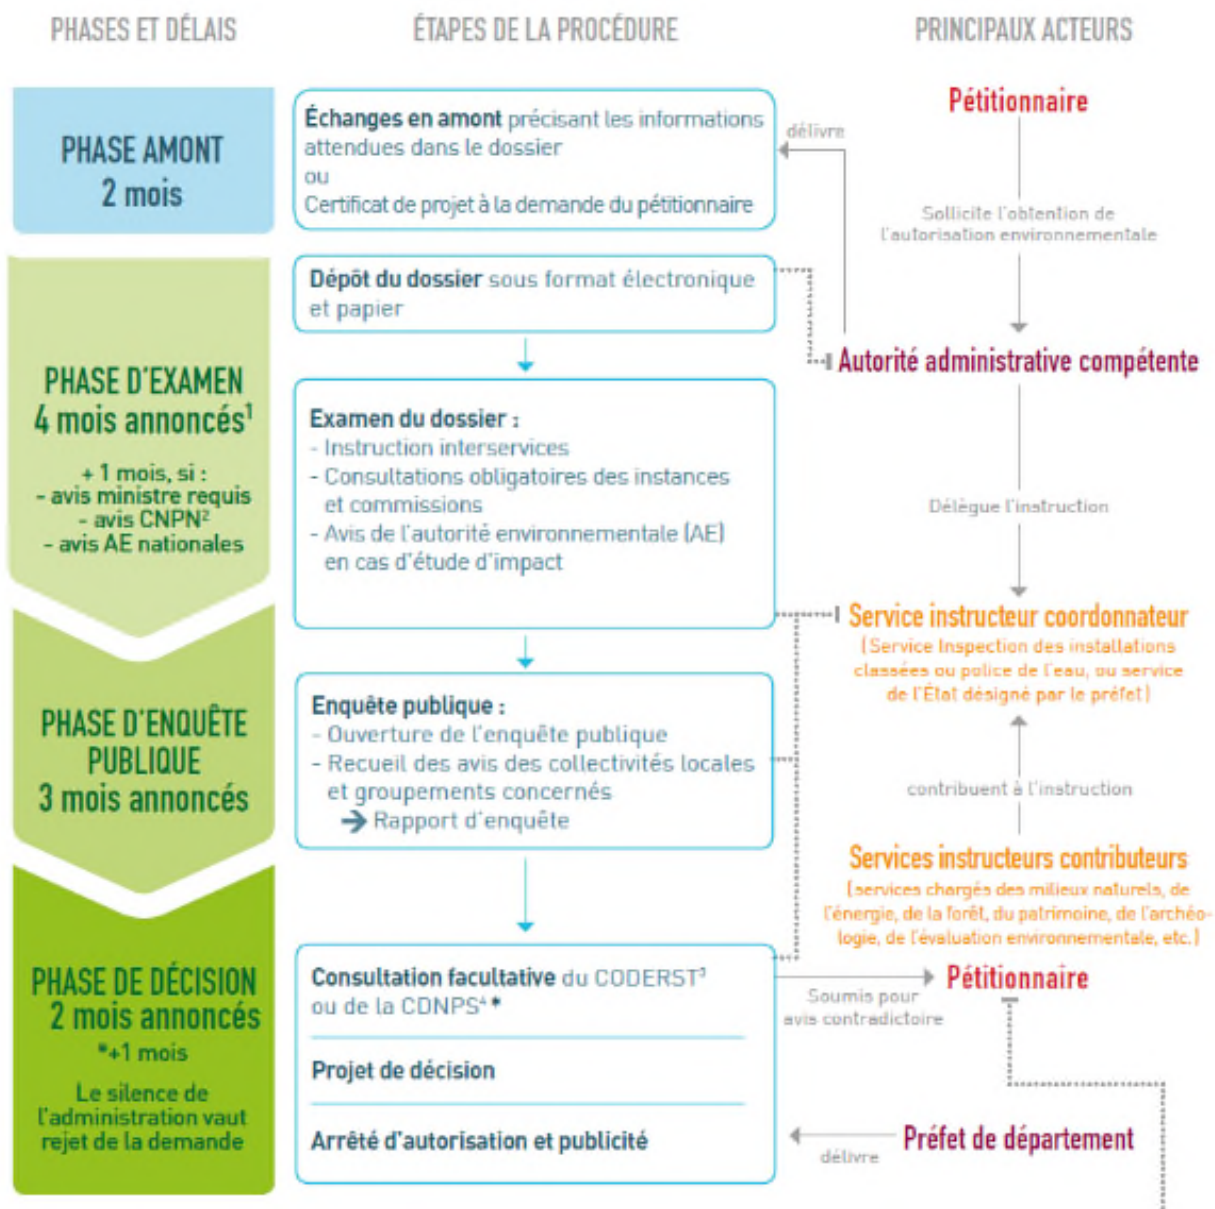 PHASES ET DÉLAIS
ÉTAPES DE LA PROCÉDURE
PRINCIPAUX ACTEURS
PHASE AMONT
2 mois
Échanges en amont précisant les informations
attendues dans le dossier
ou
Certificat de projet à la demande du pétitionnaire
délivre
Pétitionnaire
Sollicite l'obtention de
l'autorisation environnementale
Dépôt du dossier sous format électronique
et papier
Autorité administrative compétente
PHASE D'EXAMEN
4 mois annoncés¹
+ 1 mois, si :
- avis ministre requis
- avis CNPN²
- avis AE nationales
Examen du dossier :
- Instruction interservices
- Consultations obligatoires des instances
et commissions
- Avis de l'autorité environnementale (AE)
en cas d'étude d'impact
Délègue l'instruction
Service instructeur coordonnateur
(Service Inspection des installations
classées ou police de l'eau, ou service
de l'État désigné par le préfet)
PHASE D'ENQUÊTE
PUBLIQUE
3 mois annoncés
Enquête publique :
- Ouverture de l'enquête publique
- Recueil des avis des collectivités locales
et groupements concernés
→ Rapport d'enquête
contribuent à l'instruction
Services instructeurs contributeurs
(services chargés des milieux naturels, de
l'énergie, de la forêt, du patrimoine, de l'archéo-
logie, de l'évaluation environnementale, etc.)
PHASE DE DÉCISION
2 mois annoncés
*+1 mois
Le silence de
l'administration vaut
rejet de la demande
Consultation facultative du CODERST³
ou de la CDNPS⁴ *
Projet de décision
Arrêté d'autorisation et publicité
Soumis pour
avis contradictoire
Pétitionnaire
délivre
Préfet de département